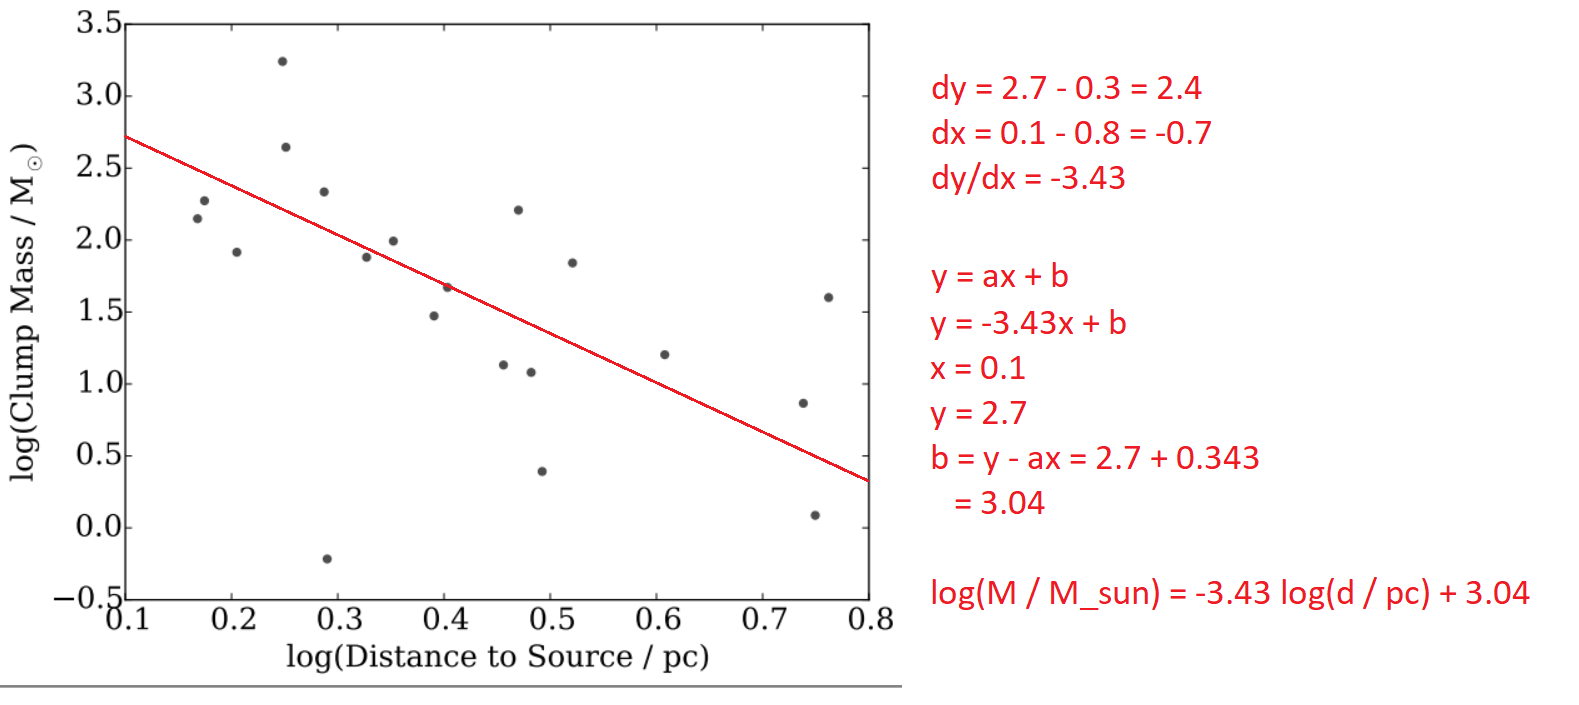 3.5
3.0
2.5
2.0
1.5
1.0
0.5
0.0
−0.5
0.1 0.2 0.3 0.4 0.5 0.6 0.7 0.8
log(Clump Mass / M☉)
log(Distance to Source / pc)
dy = 2.7 - 0.3 = 2.4
dx = 0.1 - 0.8 = -0.7
dy/dx = -3.43
y = ax + b
y = -3.43x + b
x = 0.1
y = 2.7
b = y - ax = 2.7 + 0.343
= 3.04
log(M / M_sun) = -3.43 log(d / pc) + 3.04